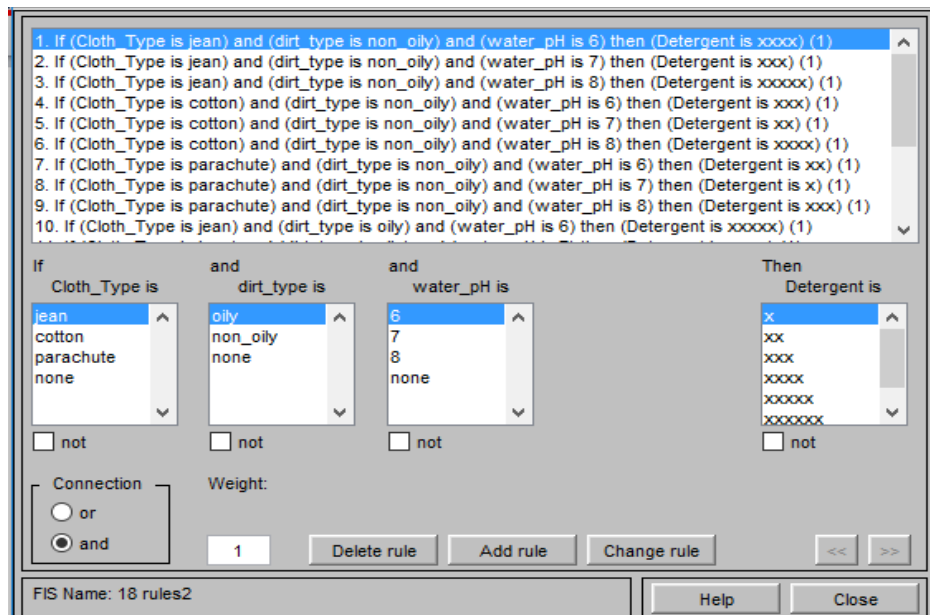 1. If (Cloth_Type is jean) and (dirt_type is non_oily) and (water_pH is 6) then (Detergent is xxxx) (1)
2. If (Cloth_Type is jean) and (dirt_type is non_oily) and (water_pH is 7) then (Detergent is xxx) (1)
3. If (Cloth_Type is jean) and (dirt_type is non_oily) and (water_pH is 8) then (Detergent is xxxxx) (1)
4. If (Cloth_Type is cotton) and (dirt_type is non_oily) and (water_pH is 6) then (Detergent is xxx) (1)
5. If (Cloth_Type is cotton) and (dirt_type is non_oily) and (water_pH is 7) then (Detergent is xx) (1)
6. If (Cloth_Type is cotton) and (dirt_type is non_oily) and (water_pH is 8) then (Detergent is xxxx) (1)
7. If (Cloth_Type is parachute) and (dirt_type is non_oily) and (water_pH is 6) then (Detergent is xx) (1)
8. If (Cloth_Type is parachute) and (dirt_type is non_oily) and (water_pH is 7) then (Detergent is x) (1)
9. If (Cloth_Type is parachute) and (dirt_type is non_oily) and (water_pH is 8) then (Detergent is xxx) (1)
10. If (Cloth_Type is jean) and (dirt_type is oily) and (water_pH is 6) then (Detergent is xxxxx) (1)
If and and Then
Cloth_Type is dirt_type is water_pH is Detergent is
jean oily 6 x
cotton non_oily 7 xx
parachute none 8 xxx
none none xxxx
xxxxx
xxxxxx
not not not not
Connection Weight:
or
and 1 Delete rule Add rule Change rule << >>
FIS Name: 18 rules2 Help Close